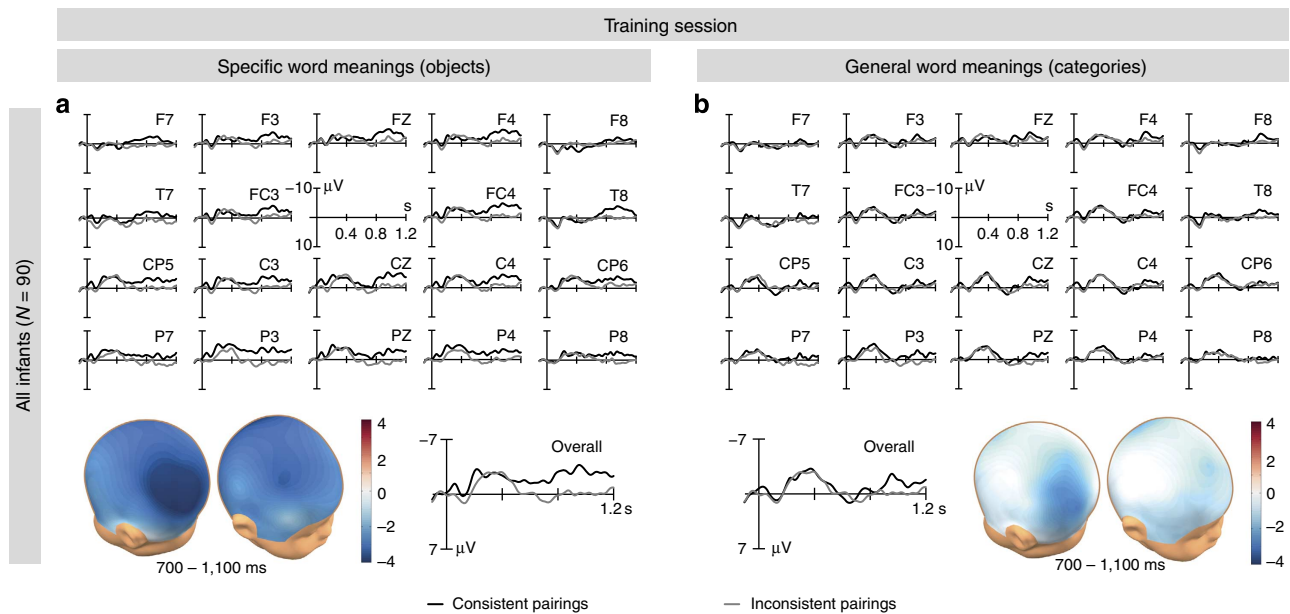 Training session
Specific word meanings (objects)
General word meanings (categories)
All infants (N = 90)
a
F7 F3 FZ F4 F8
T7 FC3 −10 μV FC4 T8
s
10 0.4 0.8 1.2
CP5 C3 CZ C4 CP6
P7 P3 PZ P4 P8
4
2
0
−2
−4
700 – 1,100 ms
−7
Overall
1.2 s
7 μV
b
F7 F3 FZ F4 F8
T7 FC3 −10 μV FC4 T8
s
10 0.4 0.8 1.2
CP5 C3 CZ C4 CP6
P7 P3 PZ P4 P8
−7
Overall
1.2 s
7 μV
4
2
0
−2
−4
700 – 1,100 ms
Consistent pairings
Inconsistent pairings